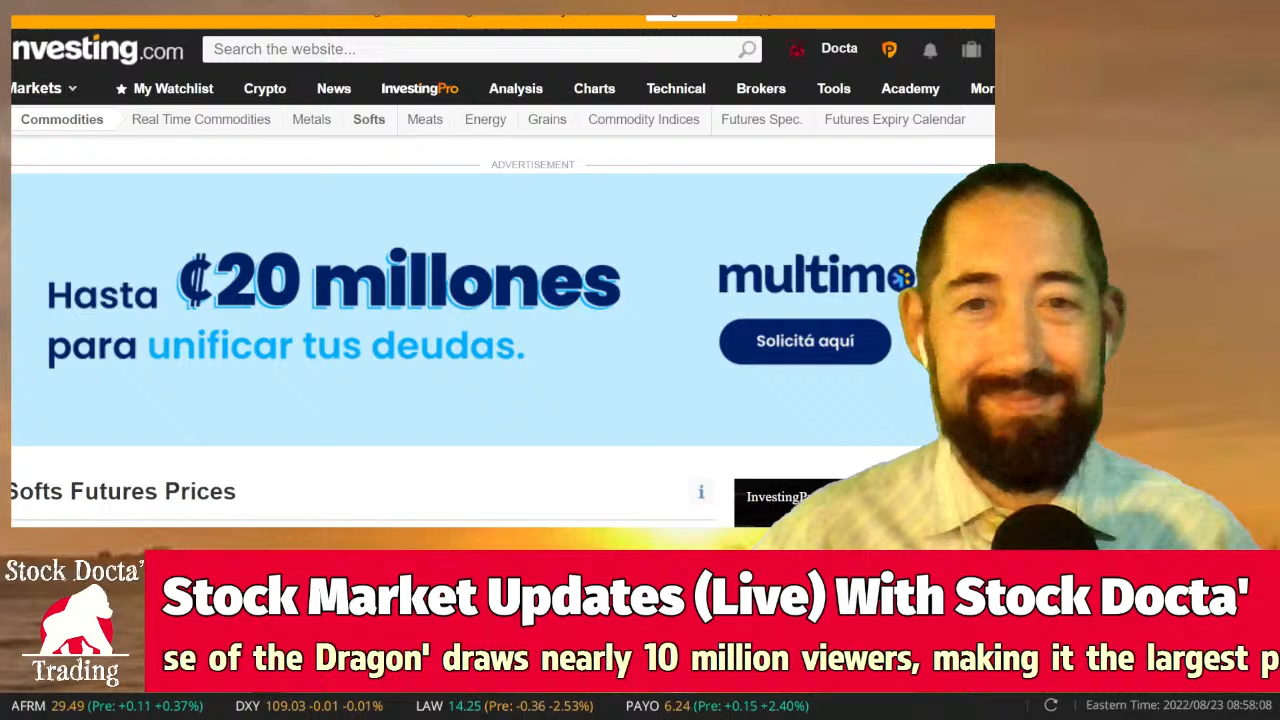 nvesting.com
Search the website...
Docta
Markets
My Watchlist
Crypto
News
InvestingPro
Analysis
Charts
Technical
Brokers
Tools
Academy
Mor
Commodities
Real Time Commodities
Metals
Softs
Meats
Energy
Grains
Commodity Indices
Futures Spec.
Futures Expiry Calendar
ADVERTISEMENT
Hasta ₡20 millones
para unificar tus deudas.
multim
Solicitá aquí
Softs Futures Prices
i
InvestingP
Stock Docta'
Trading
Stock Market Updates (Live) With Stock Docta'
se of the Dragon' draws nearly 10 million viewers, making it the largest p
AFRM 29.49 (Pre: +0.11 +0.37%)
DXY 109.03 -0.01 -0.01%
LAW 14.25 (Pre: -0.36 -2.53%)
PAYO 6.24 (Pre: +0.15 +2.40%)
Eastern Time: 2022/08/23 08:58:08